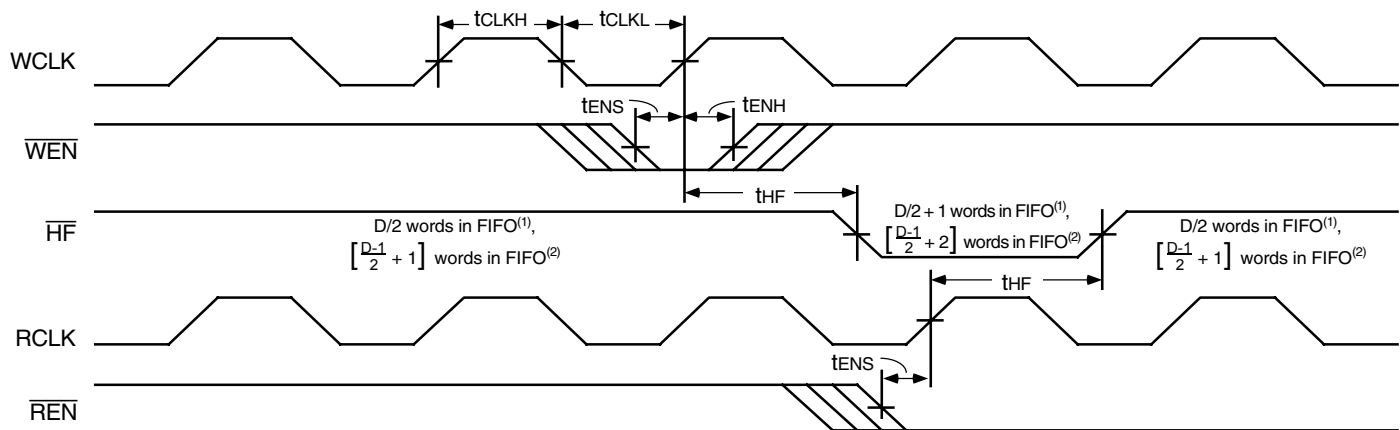 tCLKH tCLKL
WCLK
tENS tENH
WEN
tHF
HF
D/2 words in FIFO(1),
[D-1/2 + 1] words in FIFO(2)
D/2 + 1 words in FIFO(1),
[D-1/2 + 2] words in FIFO(2)
D/2 words in FIFO(1),
[D-1/2 + 1] words in FIFO(2)
tHF
RCLK
tENS
REN